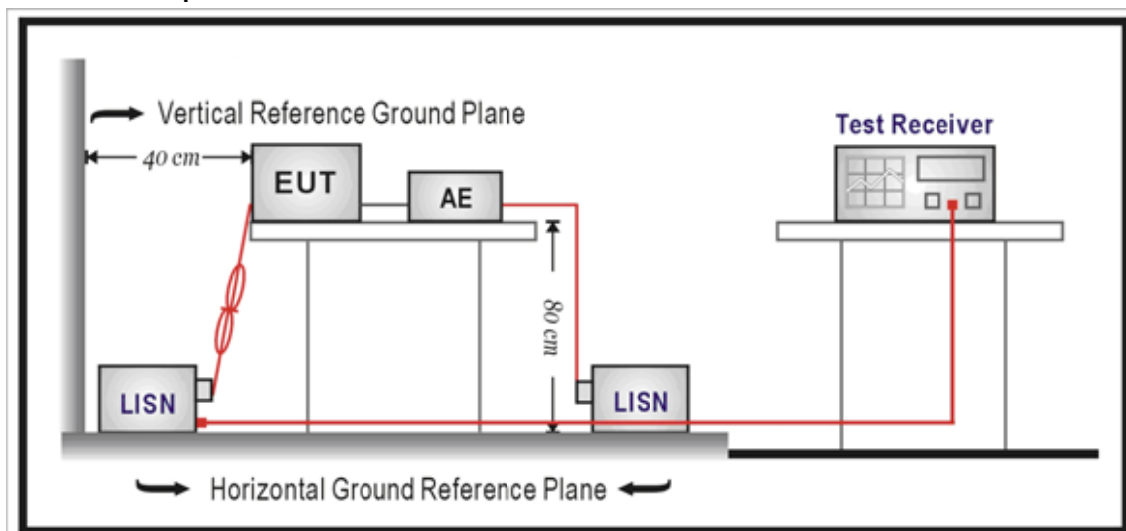 Vertical Reference Ground Plane
40 cm
EUT
AE
Test Receiver
80 cm
LISN
LISN
Horizontal Ground Reference Plane